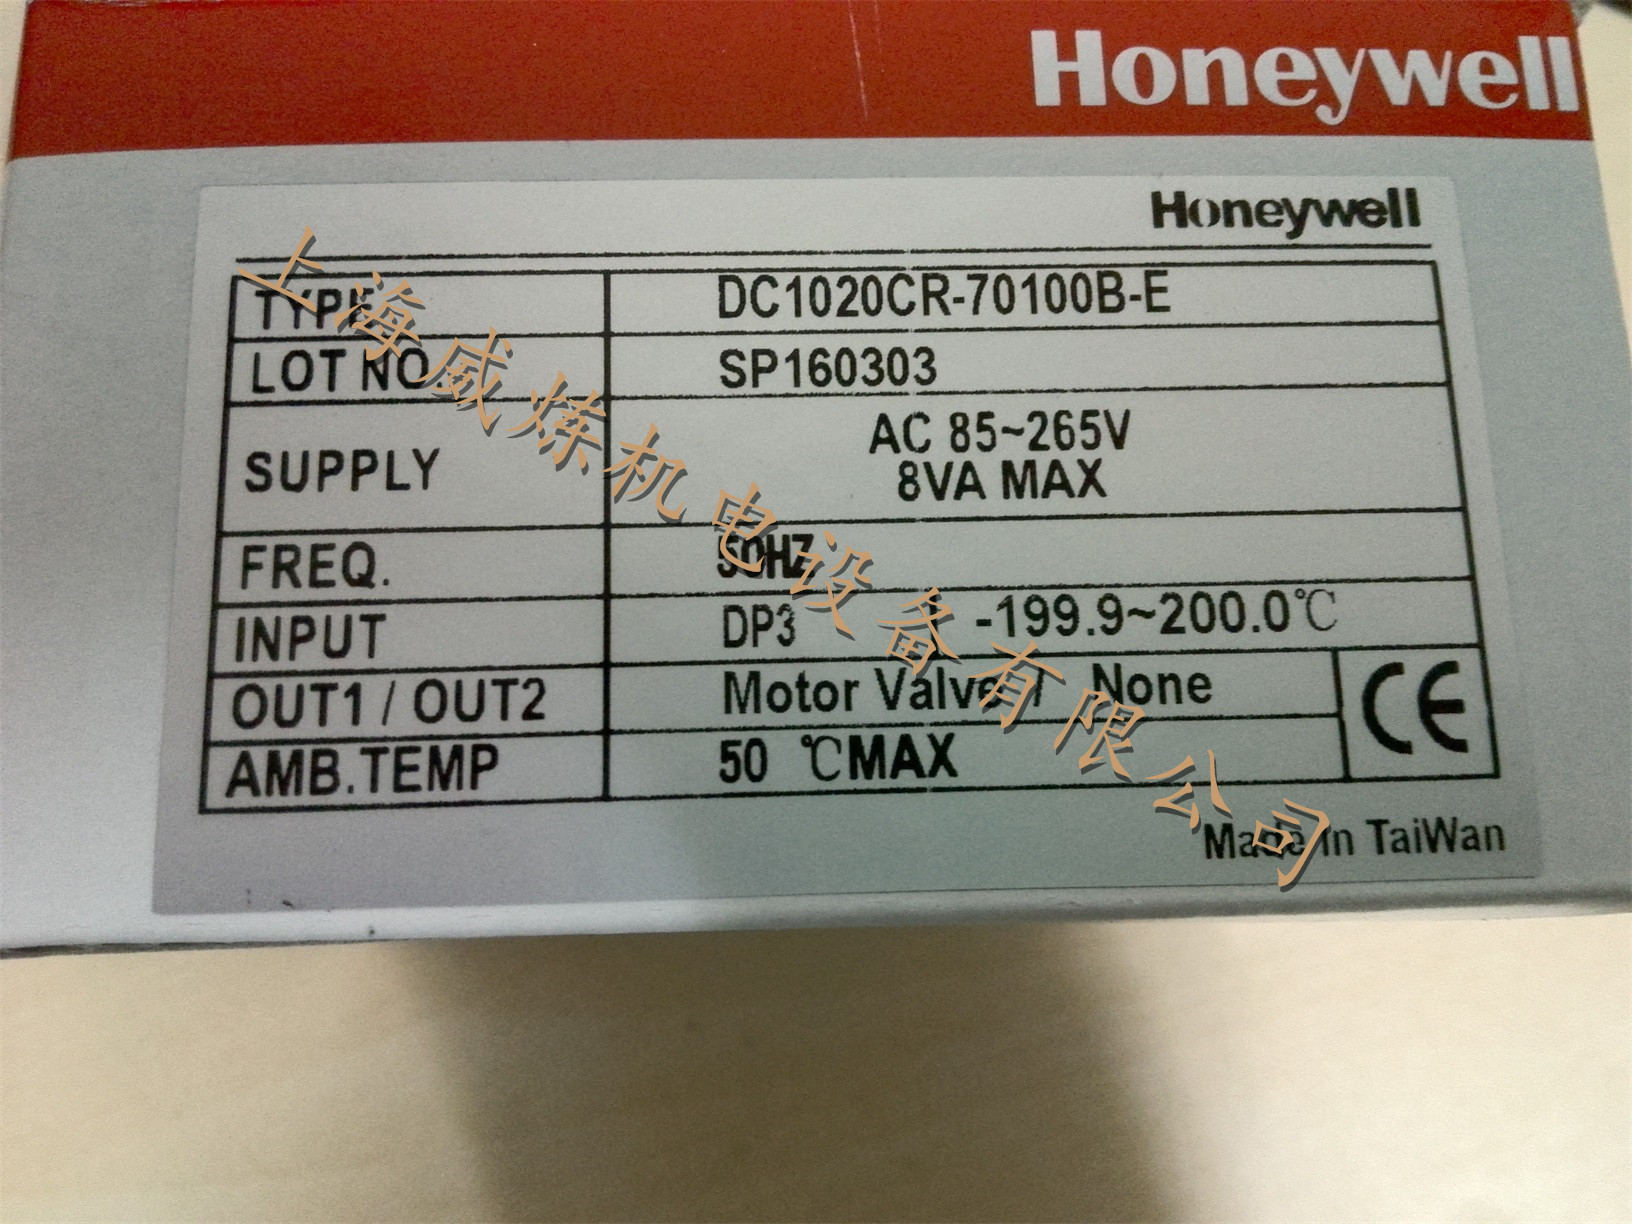 Honeywell
Honeywell
TYPE DC1020CR-70100B-E
LOT NO. SP160303
SUPPLY AC 85~265V
8VA MAX
FREQ. 50HZ
INPUT DP3 -199.9~200.0℃
OUT1 / OUT2 Motor Valve / None
CE
AMB.TEMP 50 ℃MAX
Made in TaiWan
上海威炼机电设备有限公司